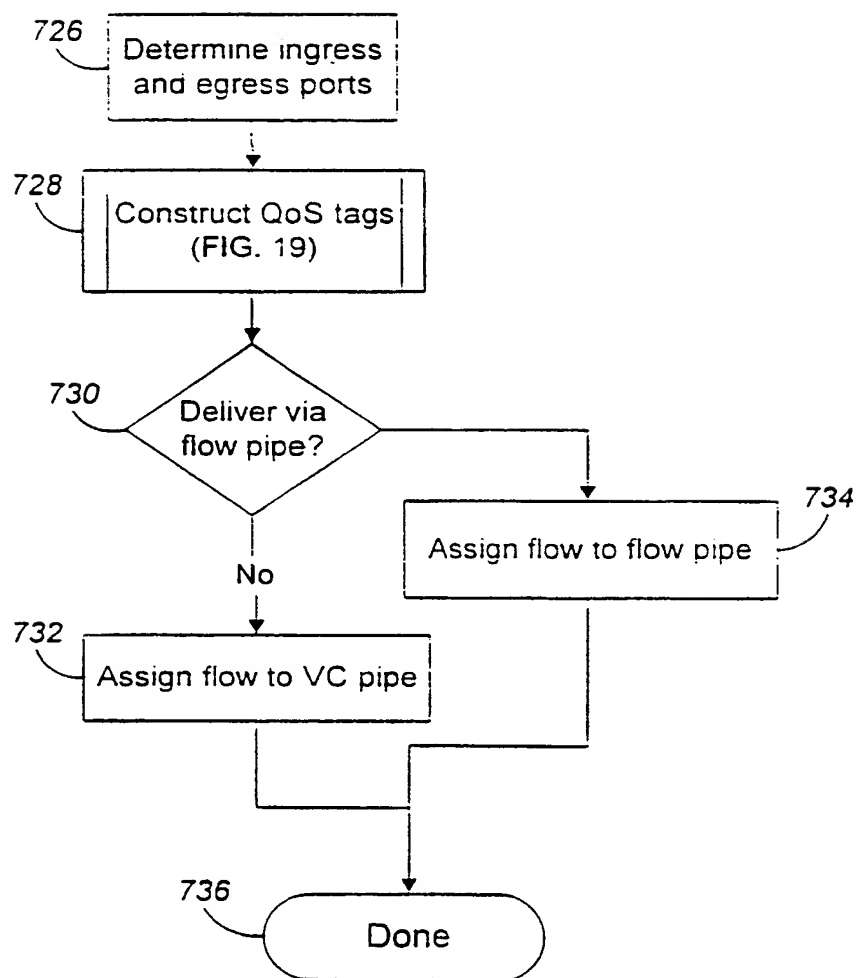 726
Determine ingress
and egress ports
728
Construct QoS tags
(FIG. 19)
730
Deliver via
flow pipe?
734
Assign flow to flow pipe
No
732
Assign flow to VC pipe
736
Done